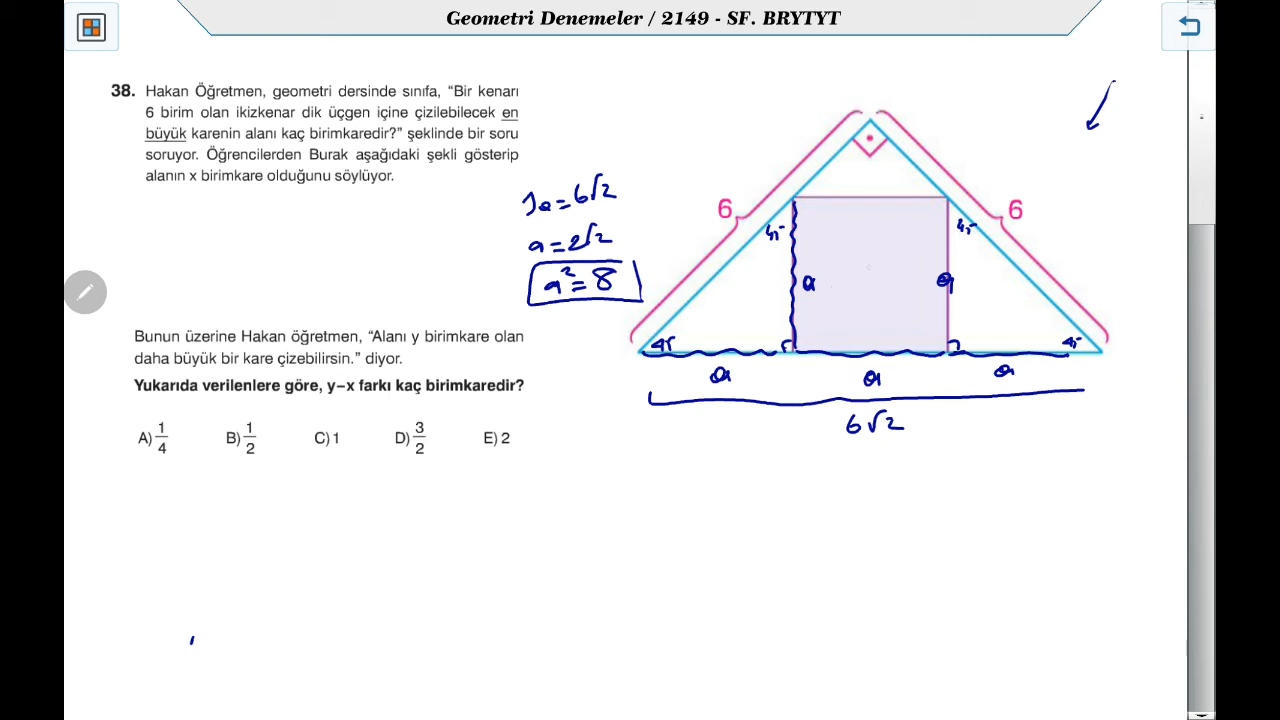 Geometri Denemeler / 2149 - SF. BRYTYT
38. Hakan Öğretmen, geometri dersinde sınıfa, “Bir kenarı
6 birim olan ikizkenar dik üçgen içine çizilebilecek en
büyük karenin alanı kaç birimkaredir?” şeklinde bir soru
soruyor. Öğrencilerden Burak aşağıdaki şekli gösterip
alanın x birimkare olduğunu söylüyor.
3a=6√2
a=2√2
a²=8
6
6
45
45
a
a
45
45
a
a
a
6√2
Bunun üzerine Hakan öğretmen, “Alanı y birimkare olan
daha büyük bir kare çizebilirsin.” diyor.
Yukarıda verilenlere göre, y−x farkı kaç birimkaredir?
A) 1/4 B) 1/2 C) 1 D) 3/2 E) 2